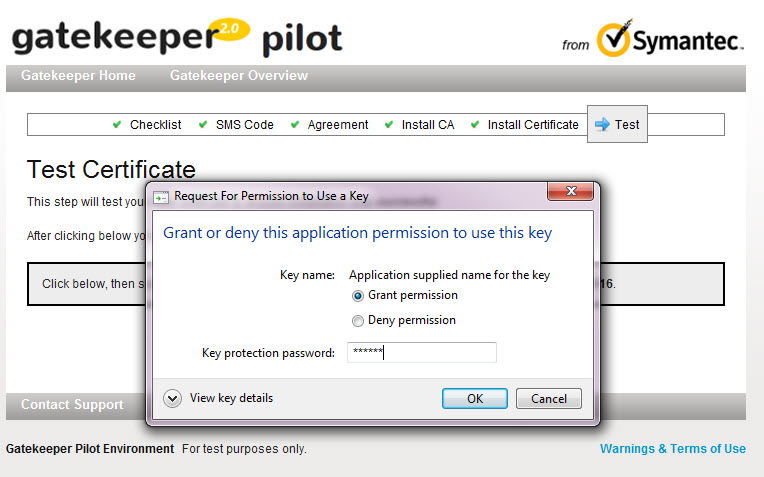 gatekeeper 2.0 pilot
from Symantec.
Gatekeeper Home Gatekeeper Overview
Checklist SMS Code Agreement Install CA Install Certificate Test
Test Certificate
This step will test you
After clicking below yo
Click below, then s
16.
Request For Permission to Use a Key
Grant or deny this application permission to use this key
Key name: Application supplied name for the key
Grant permission
Deny permission
Key protection password: ******
View key details OK Cancel
Contact Support
Gatekeeper Pilot Environment For test purposes only. Warnings & Terms of Use